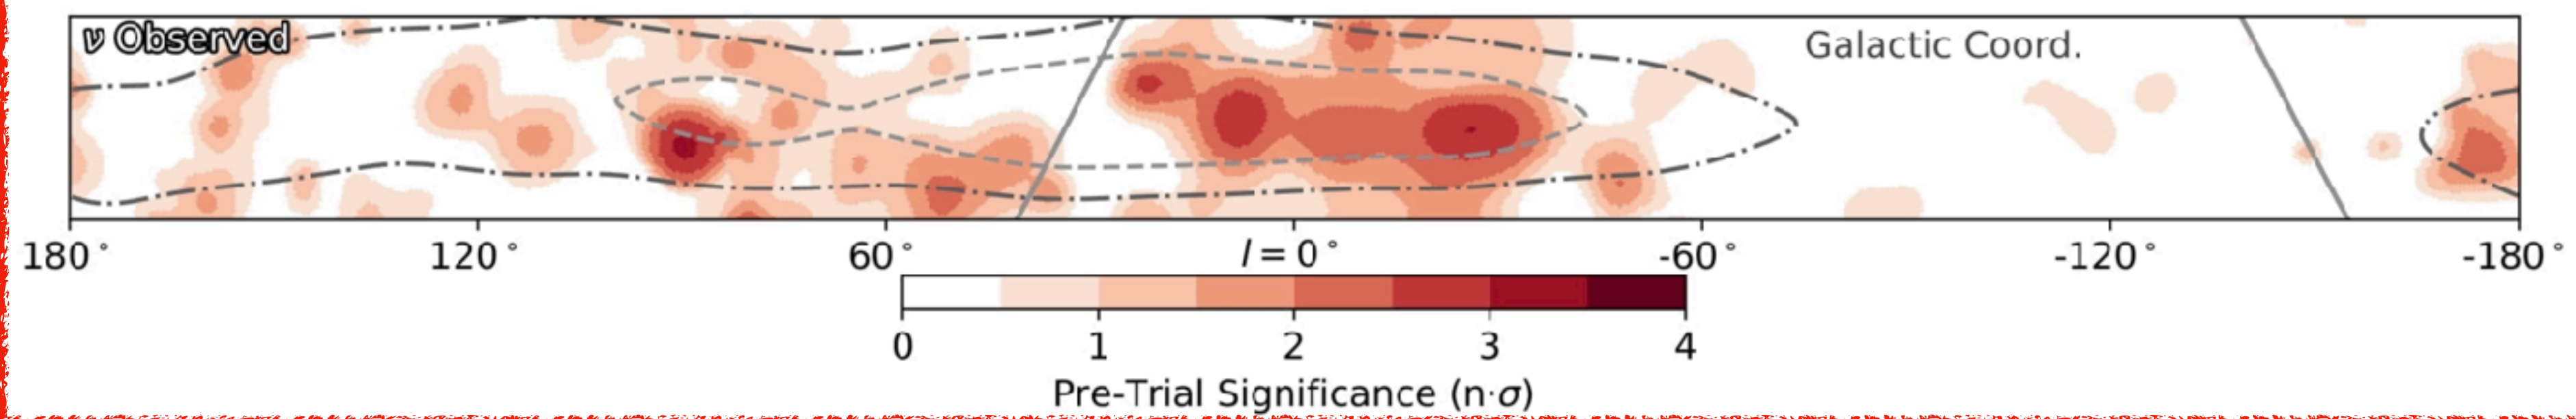 ν Observed
Galactic Coord.
180° 120° 60° l = 0° -60° -120° -180°
0 1 2 3 4
Pre-Trial Significance (n·σ)